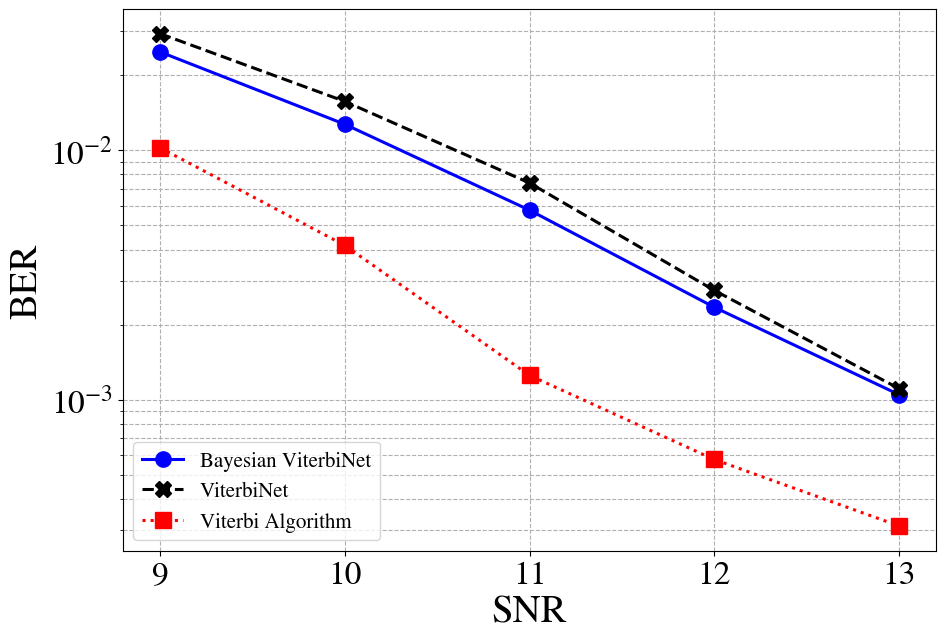 BER
10⁻²
10⁻³
Bayesian ViterbiNet
ViterbiNet
Viterbi Algorithm
9 10 11 12 13
SNR